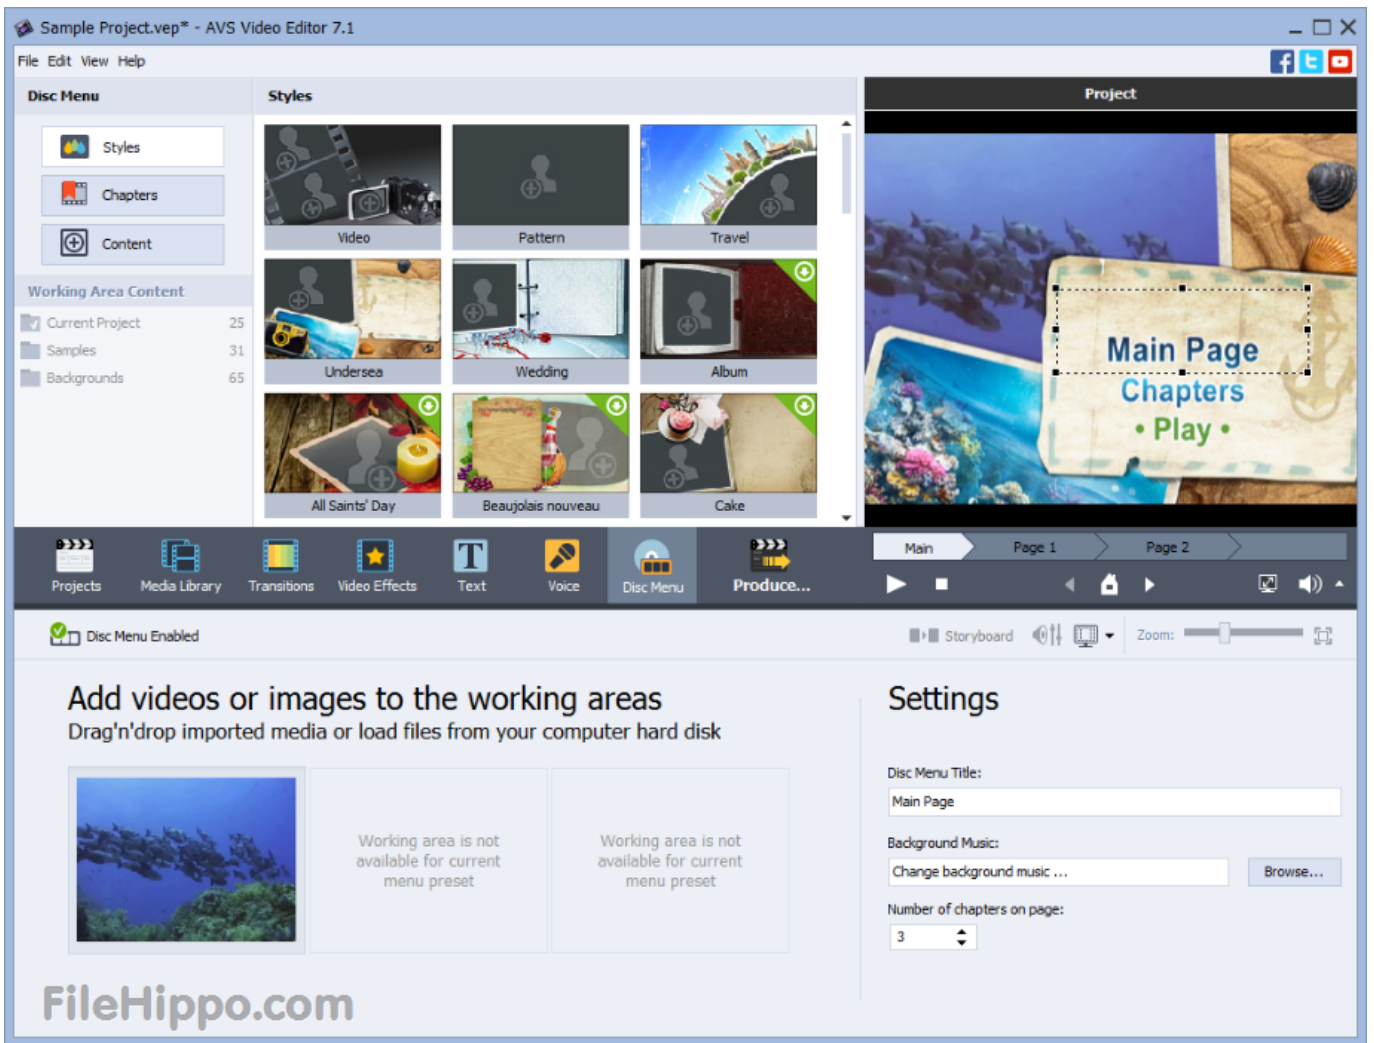 Sample Project.vep* - AVS Video Editor 7.1
File Edit View Help
Disc Menu
Styles
Chapters
Content
Working Area Content
Current Project 25
Samples 31
Backgrounds 65
Styles
Video
Pattern
Travel
Undersea
Wedding
Album
All Saints' Day
Beaujolais nouveau
Cake
Project
Main Page
Chapters
• Play •
Projects
Media Library
Transitions
Video Effects
Text
Voice
Disc Menu
Produce...
Main
Page 1
Page 2
Disc Menu Enabled
Storyboard
Zoom:
Add videos or images to the working areas
Drag'n'drop imported media or load files from your computer hard disk
Working area is not
available for current
menu preset
Working area is not
available for current
menu preset
Settings
Disc Menu Title:
Main Page
Background Music:
Change background music ...
Browse...
Number of chapters on page:
3
FileHippo.com